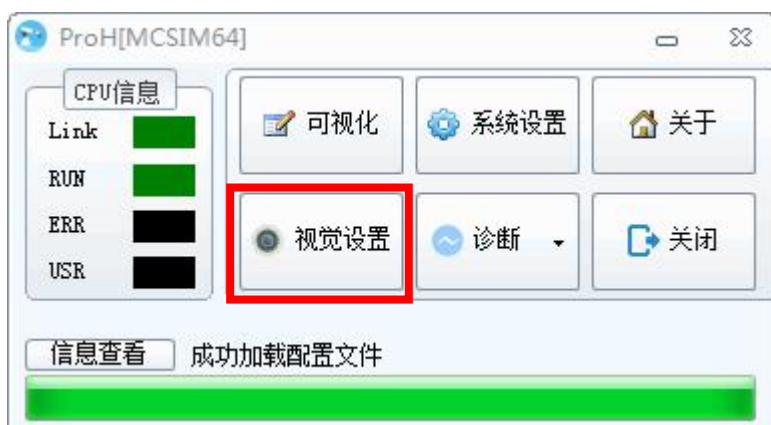 ProH[MCSIM64]
CPU信息
Link
RUN
ERR
USR
可视化
系统设置
关于
视觉设置
诊断
关闭
信息查看
成功加载配置文件